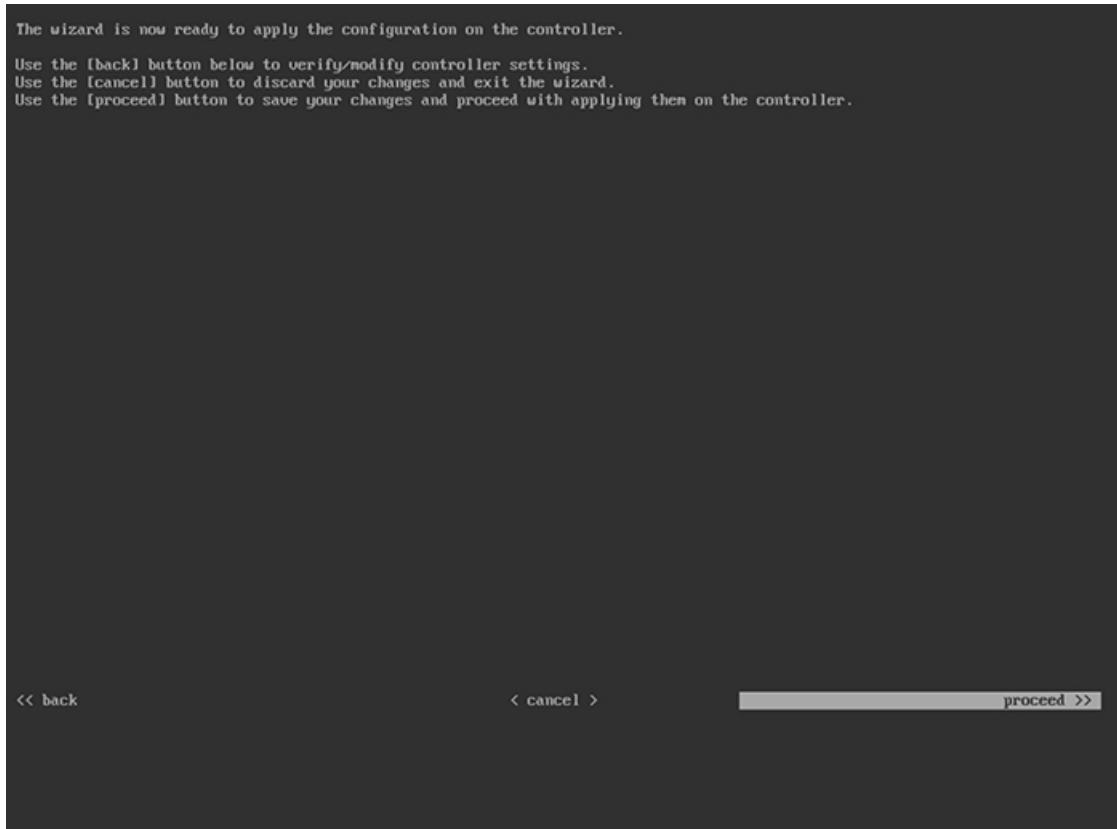 The wizard is now ready to apply the configuration on the controller.
Use the [back] button below to verify/modify controller settings.
Use the [cancel] button to discard your changes and exit the wizard.
Use the [proceed] button to save your changes and proceed with applying them on the controller.
<< back < cancel > proceed >>